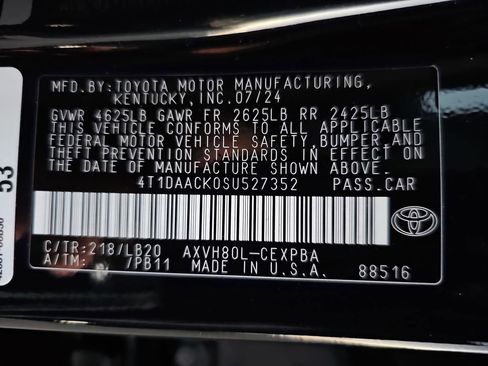 MFD.BY:TOYOTA MOTOR MANUFACTURING,
KENTUCKY,INC.07/24
GVWR 4625LB GAWR FR 2625LB RR 2425LB
THIS VEHICLE CONFORMS TO ALL APPLICABLE
FEDERAL MOTOR VEHICLE SAFETY,BUMPER,AND
THEFT PREVENTION STANDARDS IN EFFECT ON
THE DATE OF MANUFACTURE SHOWN ABOVE.
4T1DAACK0SU527352 PASS.CAR
C/TR:218/LB20 AXVH80L-CEXPBA
A/TM: /PB11 MADE IN U.S.A. 88516
TOYOTA
53